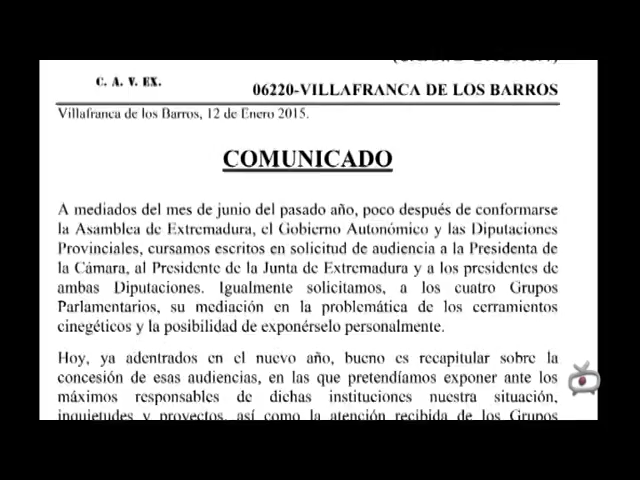 C. A. V. EX.
06220-VILLAFRANCA DE LOS BARROS
Villafranca de los Barros, 12 de Enero 2015.
COMUNICADO
A mediados del mes de junio del pasado año, poco después de conformarse
la Asamblea de Extremadura, el Gobierno Autonómico y las Diputaciones
Provinciales, cursamos escritos en solicitud de audiencia a la Presidenta de
la Cámara, al Presidente de la Junta de Extremadura y a los presidentes de
ambas Diputaciones. Igualmente solicitamos, a los cuatro Grupos
Parlamentarios, su mediación en la problemática de los cerramientos
cinegéticos y la posibilidad de exponérselo personalmente.
Hoy, ya adentrados en el nuevo año, bueno es recapitular sobre la
concesión de esas audiencias, en las que pretendíamos exponer ante los
máximos responsables de dichas instituciones nuestra situación,
inquietudes y proyectos, así como la atención recibida de los Grupos